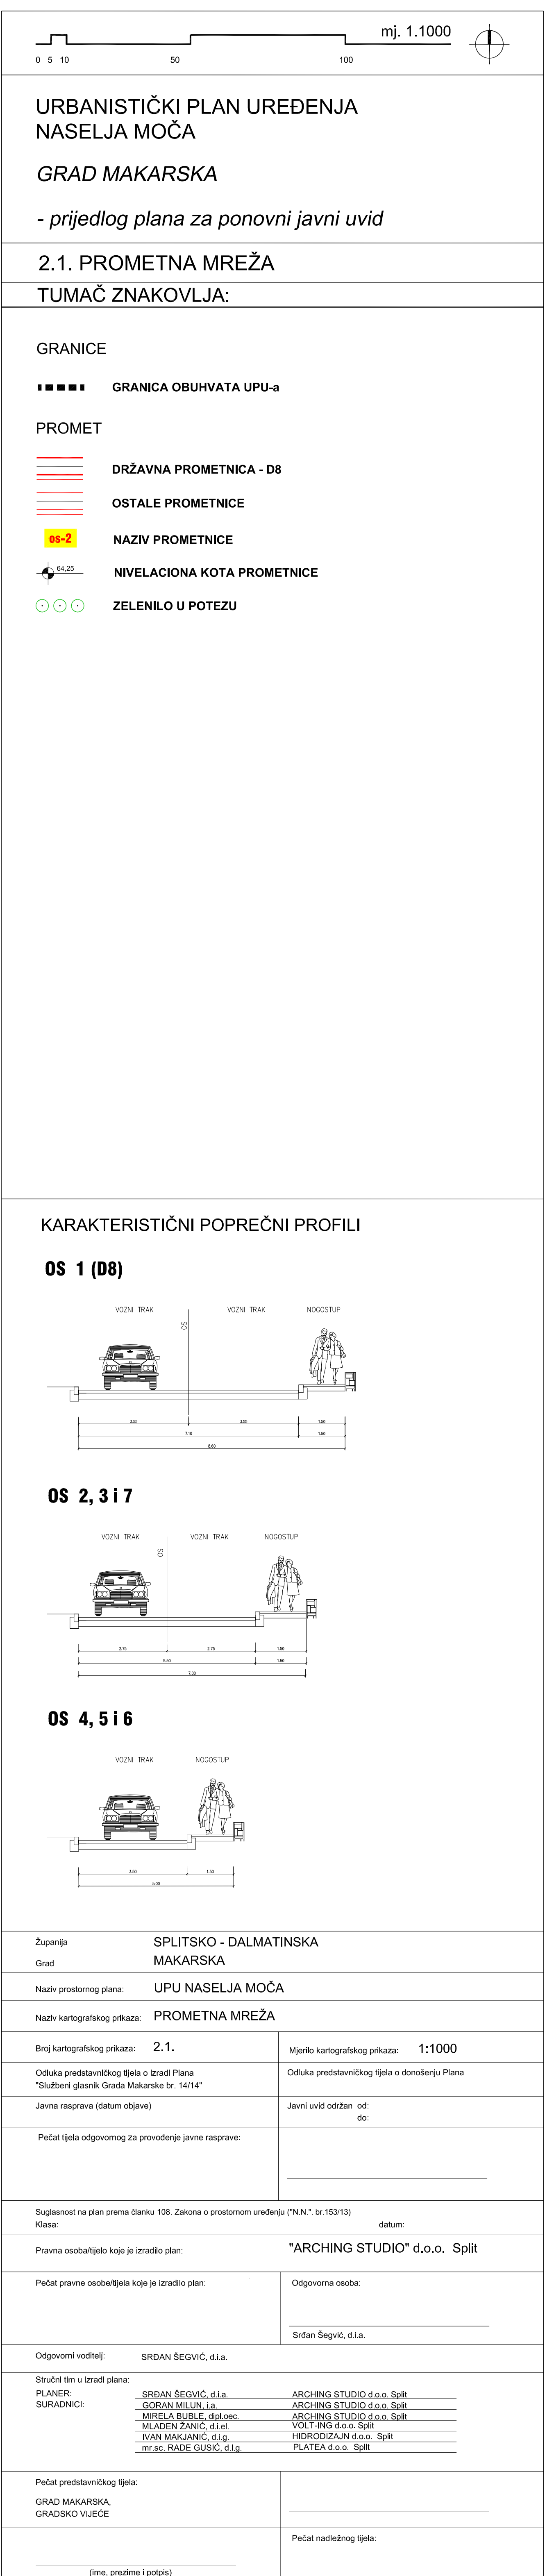 mj. 1.1000
0 5 10 50 100
URBANISTIČKI PLAN UREĐENJA
NASELJA MOČA
GRAD MAKARSKA
- prijedlog plana za ponovni javni uvid
2.1. PROMETNA MREŽA
TUMAČ ZNAKOVLJA:
GRANICE
GRANICA OBUHVATA UPU-a
PROMET
DRŽAVNA PROMETNICA - D8
OSTALE PROMETNICE
os-2 NAZIV PROMETNICE
64,25 NIVELACIONA KOTA PROMETNICE
ZELENILO U POTEZU
KARAKTERISTIČNI POPREČNI PROFILI
OS 1 (D8)
VOZNI TRAK VOZNI TRAK NOGOSTUP
OS
3.55 3.55 1,50
7.10 1,50
8.60
OS 2, 3 i 7
VOZNI TRAK VOZNI TRAK NOGOSTUP
OS
2.75 2.75 1,50
5.50 1,50
7.00
OS 4, 5 i 6
VOZNI TRAK NOGOSTUP
3.50 1,50
5.00
Županija SPLITSKO - DALMATINSKA
Grad MAKARSKA
Naziv prostornog plana: UPU NASELJA MOČA
Naziv kartografskog prikaza: PROMETNA MREŽA
Broj kartografskog prikaza: 2.1. Mjerilo kartografskog prikaza: 1:1000
Odluka predstavničkog tijela o izradi Plana
"Službeni glasnik Grada Makarske br. 14/14"
Odluka predstavničkog tijela o donošenju Plana
Javna rasprava (datum objave)
Javni uvid održan od:
do:
Pečat tijela odgovornog za provođenje javne rasprave:
Suglasnost na plan prema članku 108. Zakona o prostornom uređenju ("N.N.". br.153/13)
Klasa: datum:
Pravna osoba/tijelo koje je izradilo plan: "ARCHING STUDIO" d.o.o. Split
Pečat pravne osobe/tijela koje je izradilo plan:
Odgovorna osoba:
Srđan Šegvić, d.i.a.
Odgovorni voditelj: SRĐAN ŠEGVIĆ, d.i.a.
Stručni tim u izradi plana:
PLANER: SRĐAN ŠEGVIĆ, d.i.a. ARCHING STUDIO d.o.o. Split
SURADNICI: GORAN MILUN, i.a. ARCHING STUDIO d.o.o. Split
MIRELA BUBLE, dipl.oec. ARCHING STUDIO d.o.o. Split
MLADEN ŽANIĆ, d.i.el. VOLT-ING d.o.o. Split
IVAN MAKJANIĆ, d.i.g. HIDRODIZAJN d.o.o. Split
mr.sc. RADE GUSIĆ, d.i.g. PLATEA d.o.o. Split
Pečat predstavničkog tijela:
GRAD MAKARSKA,
GRADSKO VIJEĆE
Pečat nadležnog tijela:
(ime, prezime i potpis)